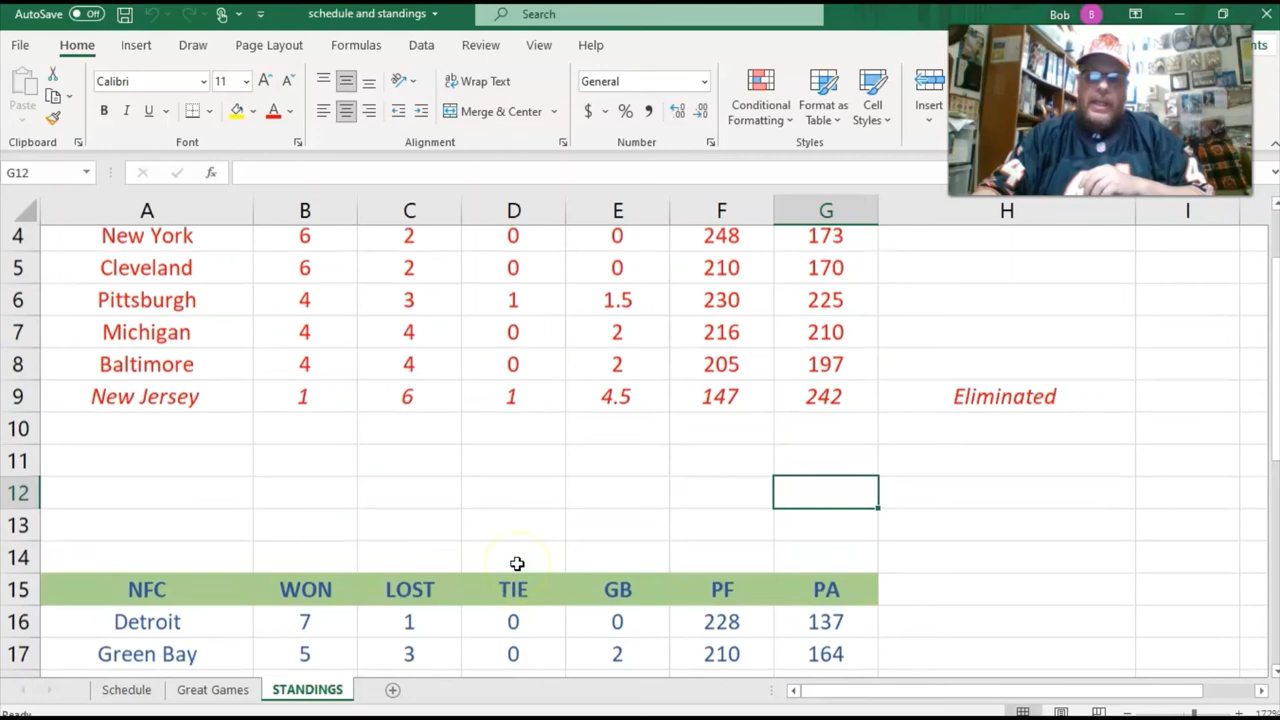 AutoSave Off schedule and standings Search Bob B
File Home Insert Draw Page Layout Formulas Data Review View Help
Paste Calibri 11 B I U Wrap Text Merge & Center General $ % Conditional Formatting Format as Table Cell Styles Insert
Clipboard Font Alignment Number Styles
G12 fx
A B C D E F G H I
4 New York 6 2 0 0 248 173
5 Cleveland 6 2 0 0 210 170
6 Pittsburgh 4 3 1 1.5 230 225
7 Michigan 4 4 0 2 216 210
8 Baltimore 4 4 0 2 205 197
9 New Jersey 1 6 1 4.5 147 242 Eliminated
10
11
12
13
14
15 NFC WON LOST TIE GB PF PA
16 Detroit 7 1 0 0 228 137
17 Green Bay 5 3 0 2 210 164
Schedule Great Games STANDINGS
Ready 172%